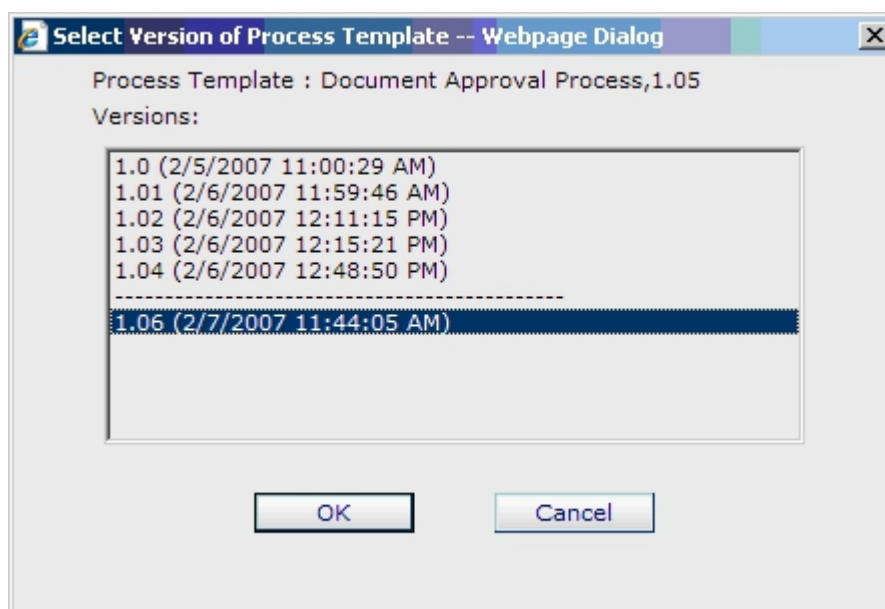 Select Version of Process Template -- Webpage Dialog
Process Template : Document Approval Process,1.05
Versions:
1.0 (2/5/2007 11:00:29 AM)
1.01 (2/6/2007 11:59:46 AM)
1.02 (2/6/2007 12:11:15 PM)
1.03 (2/6/2007 12:15:21 PM)
1.04 (2/6/2007 12:48:50 PM)
---------------------------------------------
1.06 (2/7/2007 11:44:05 AM)
OK Cancel